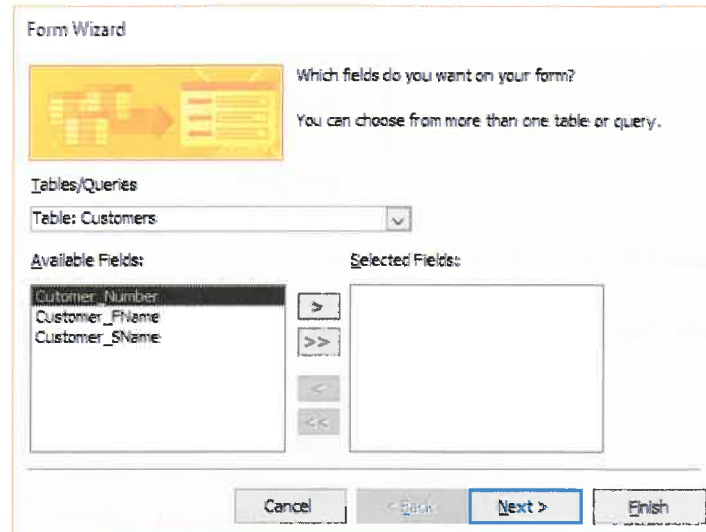 Form Wizard
Which fields do you want on your form?
You can choose from more than one table or query.
Tables/Queries
Table: Customers
Available Fields:
Selected Fields:
Cutomer_Number
Customer_FName
Customer_SName
>
>>
<
<<
Cancel
< Back
Next >
Finish